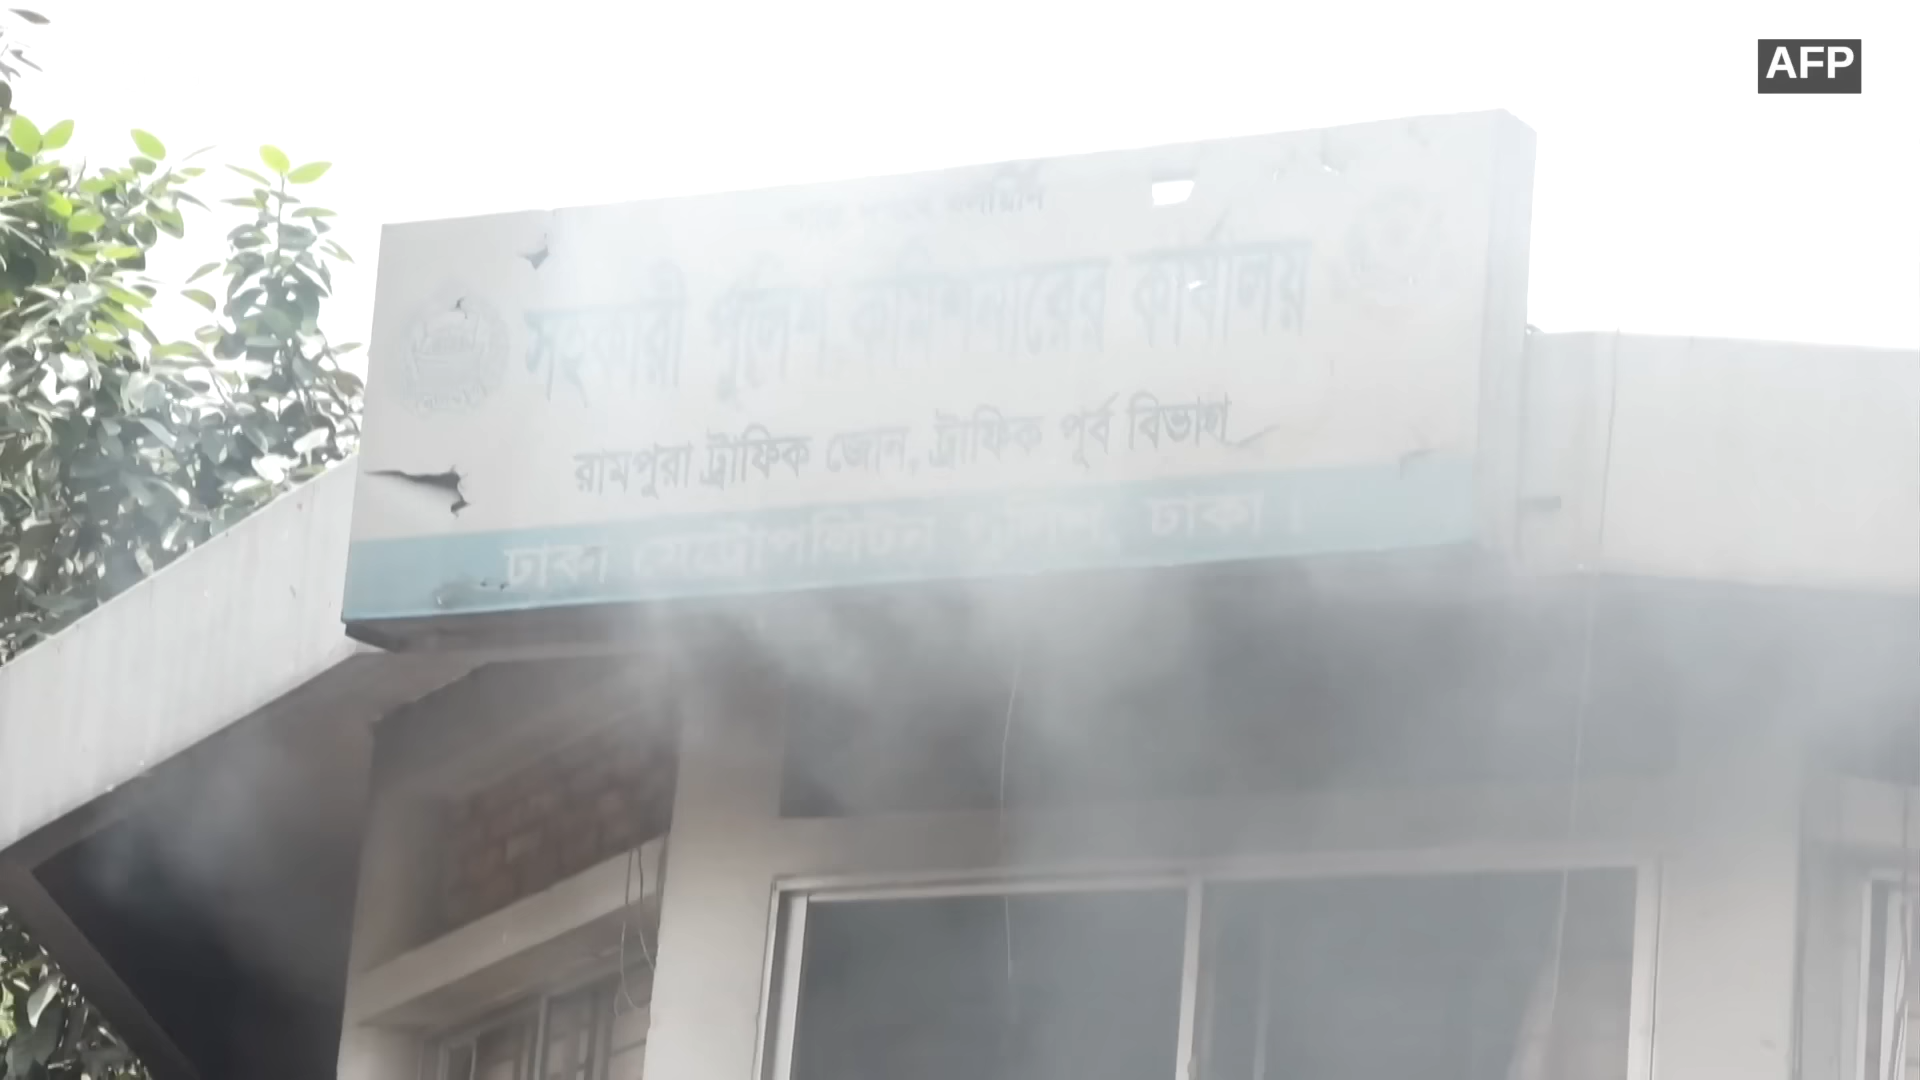 AFP
সহকারী পুলিশ কমিশনারের কার্যালয়
রামপুরা ট্রাফিক জোন, ট্রাফিক পূর্ব বিভাগ
ঢাকা মেট্রোপলিটন পুলিশ, ঢাকা।